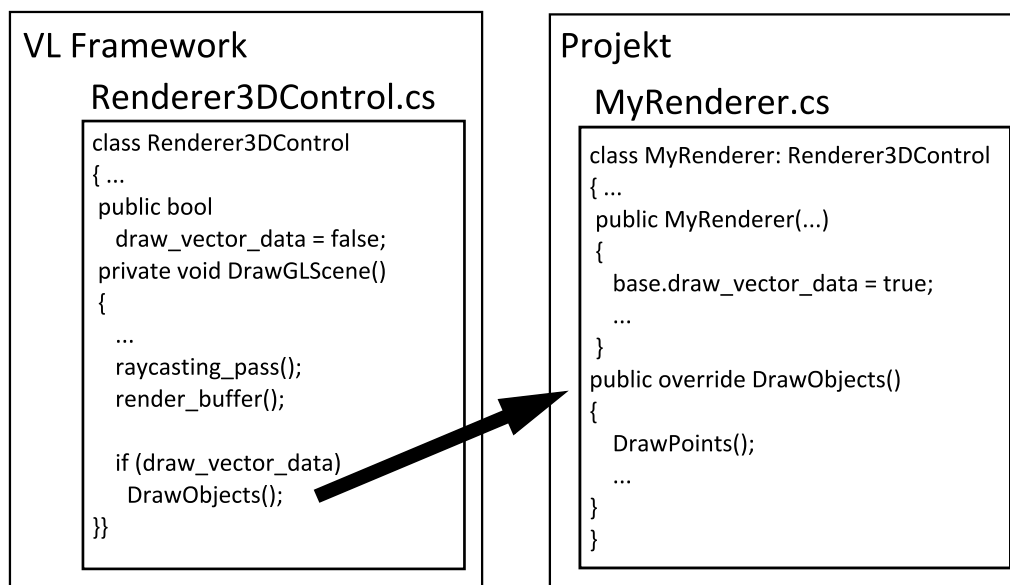 VL Framework
Renderer3DControl.cs
class Renderer3DControl
{ ...
public bool
draw_vector_data = false;
private void DrawGLScene()
{
...
raycasting_pass();
render_buffer();
if (draw_vector_data)
DrawObjects();
}}
Projekt
MyRenderer.cs
class MyRenderer: Renderer3DControl
{ ...
public MyRenderer(...)
{
base.draw_vector_data = true;
...
}
public override DrawObjects()
{
DrawPoints();
...
}
}